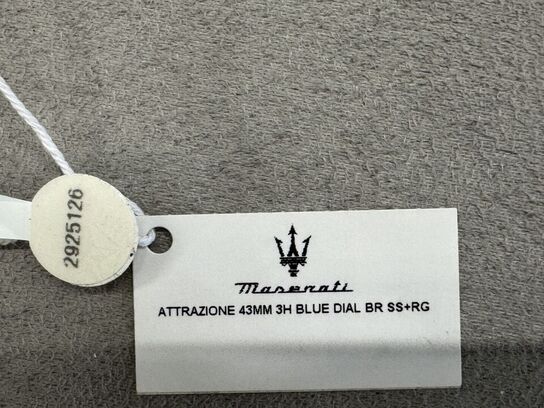 2925126
Maserati
ATTRAZIONE 43MM 3H BLUE DIAL BR SS+RG